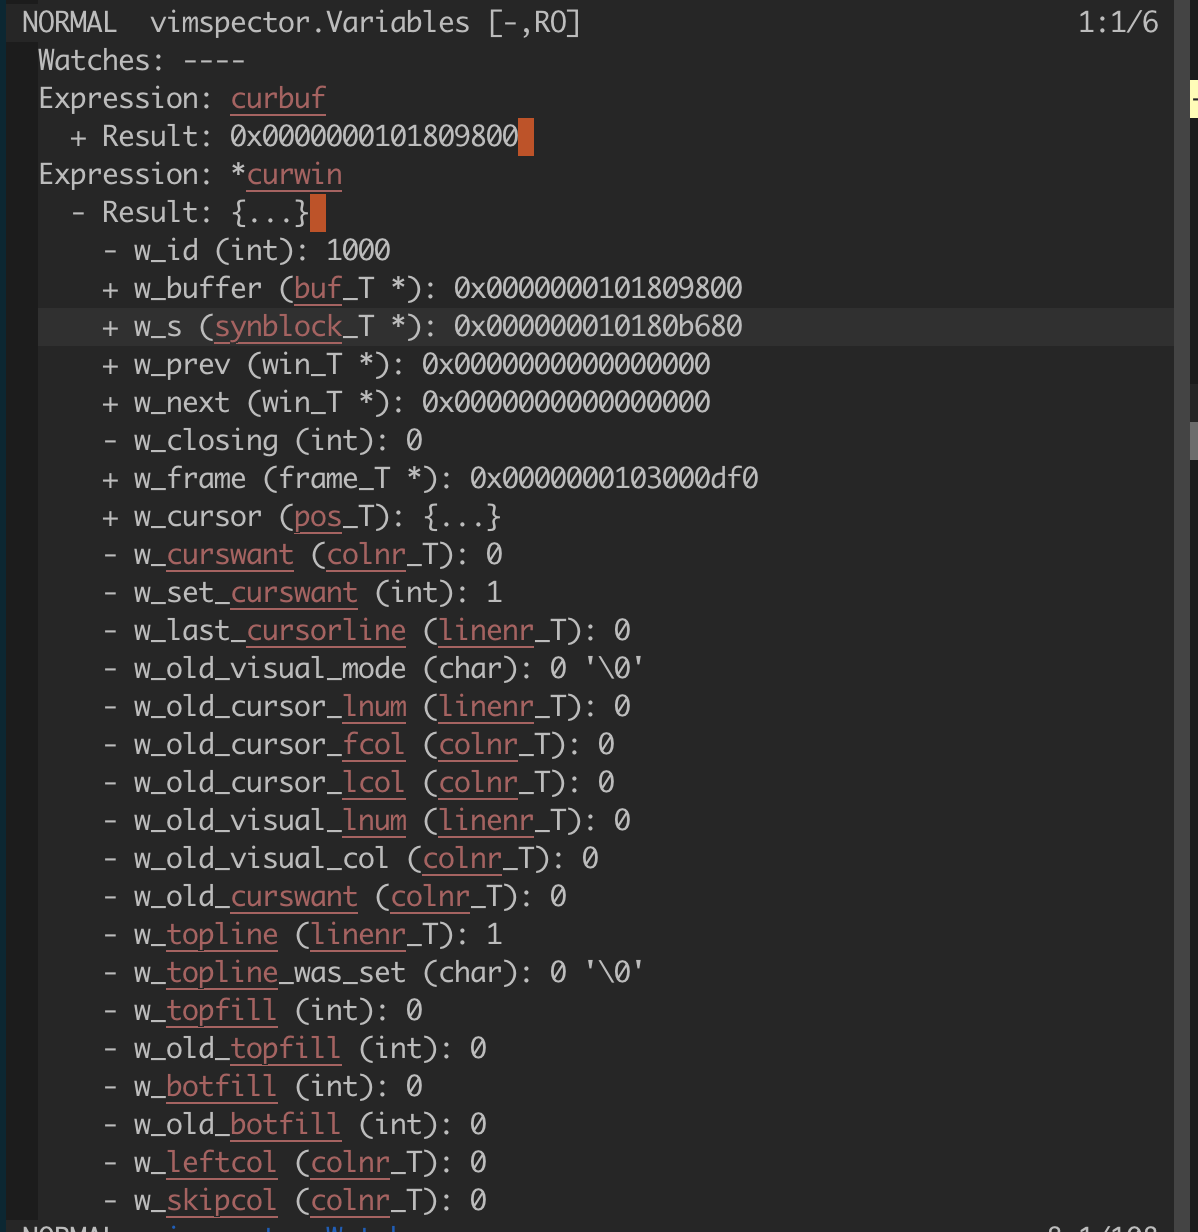 NORMAL vimspector.Variables [-,RO] 1:1/6
Watches: ----
Expression: curbuf
+ Result: 0x0000000101809800
Expression: *curwin
- Result: {...}
- w_id (int): 1000
+ w_buffer (buf_T *): 0x0000000101809800
+ w_s (synblock_T *): 0x000000010180b680
+ w_prev (win_T *): 0x0000000000000000
+ w_next (win_T *): 0x0000000000000000
- w_closing (int): 0
+ w_frame (frame_T *): 0x0000000103000df0
+ w_cursor (pos_T): {...}
- w_curswant (colnr_T): 0
- w_set_curswant (int): 1
- w_last_cursorline (linenr_T): 0
- w_old_visual_mode (char): 0 '\0'
- w_old_cursor_lnum (linenr_T): 0
- w_old_cursor_fcol (colnr_T): 0
- w_old_cursor_lcol (colnr_T): 0
- w_old_visual_lnum (linenr_T): 0
- w_old_visual_col (colnr_T): 0
- w_old_curswant (colnr_T): 0
- w_topline (linenr_T): 1
- w_topline_was_set (char): 0 '\0'
- w_topfill (int): 0
- w_old_topfill (int): 0
- w_botfill (int): 0
- w_old_botfill (int): 0
- w_leftcol (colnr_T): 0
- w_skipcol (colnr_T): 0
NORMAL